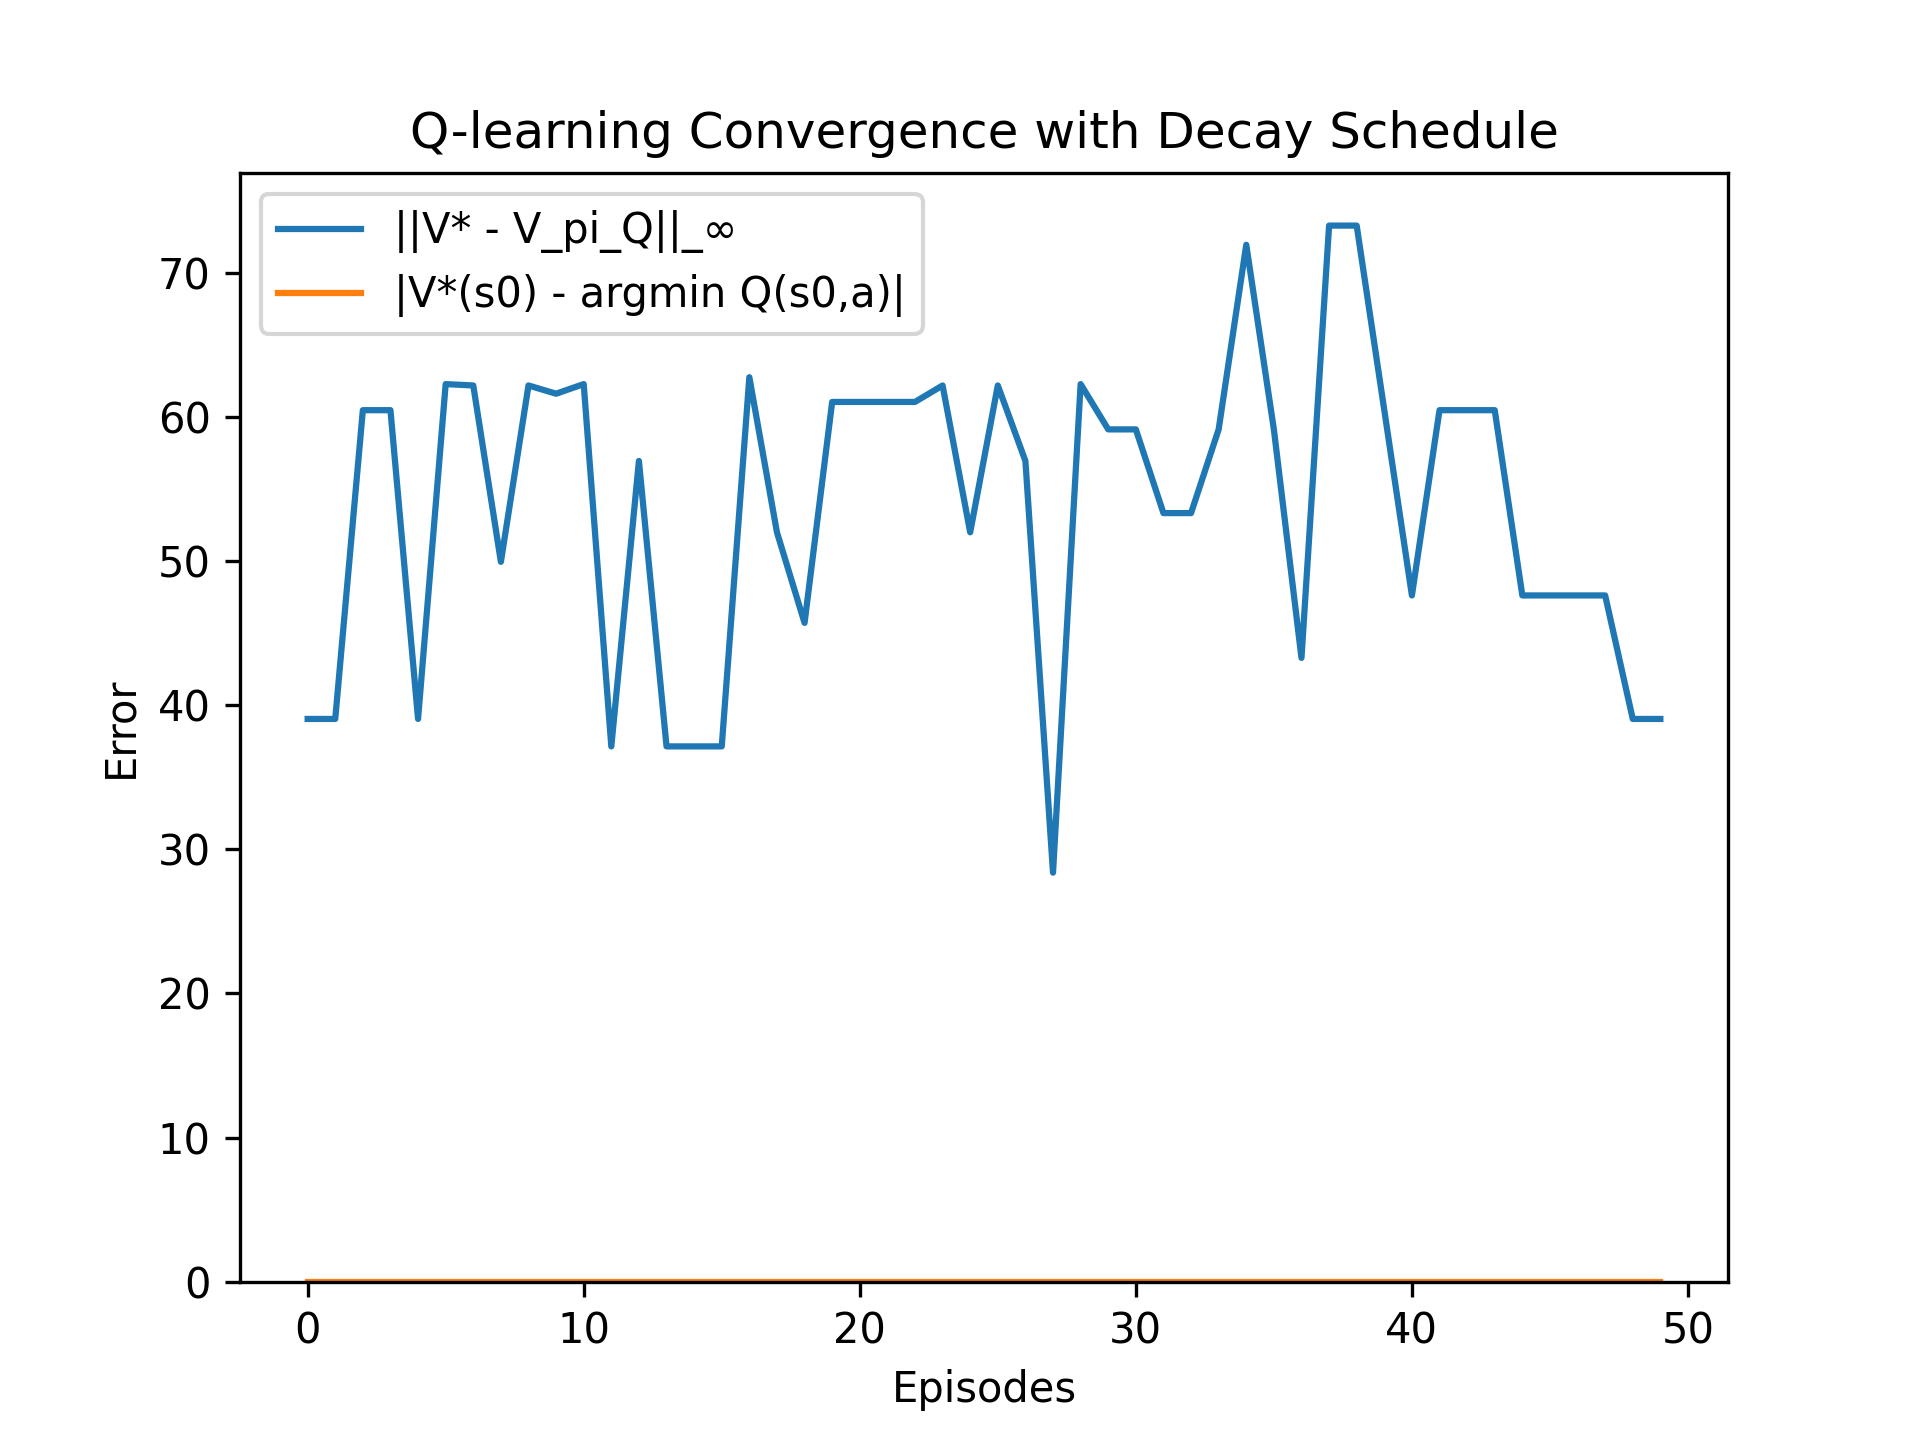 Q-learning Convergence with Decay Schedule
||V* - V_pi_Q||_∞
|V*(s0) - argmin Q(s0,a)|
70
60
50
40
30
20
10
0
Error
0 10 20 30 40 50
Episodes